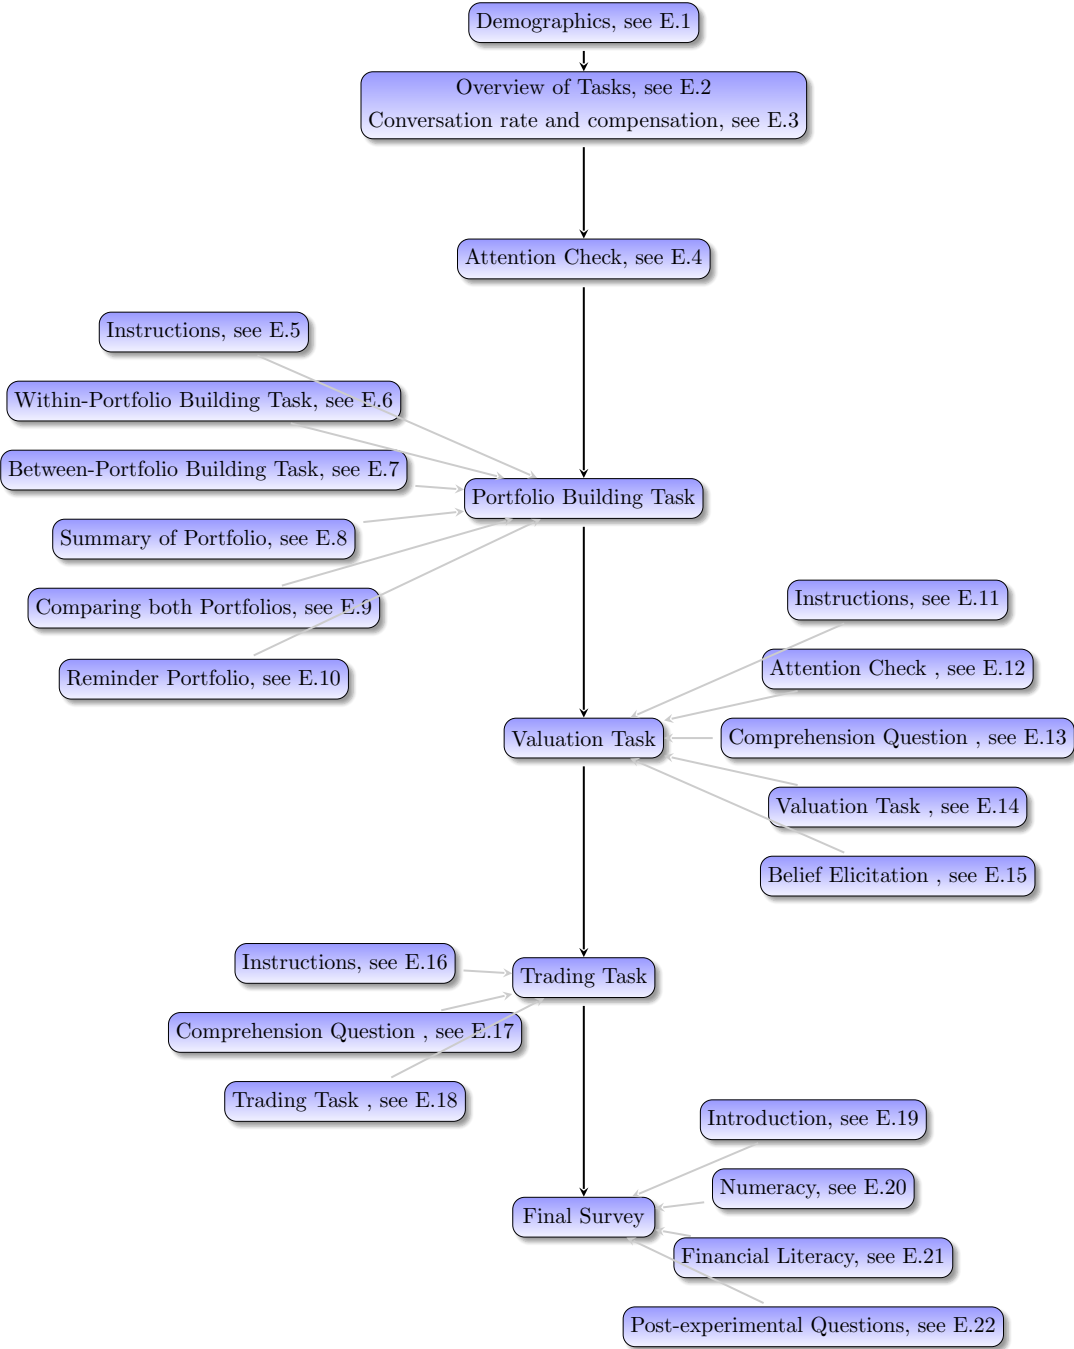 Demographics, see E.1
Overview of Tasks, see E.2
Conversation rate and compensation, see E.3
Attention Check, see E.4
Instructions, see E.5
Within-Portfolio Building Task, see E.6
Between-Portfolio Building Task, see E.7
Portfolio Building Task
Summary of Portfolio, see E.8
Comparing both Portfolios, see E.9
Reminder Portfolio, see E.10
Instructions, see E.11
Attention Check , see E.12
Valuation Task
Comprehension Question , see E.13
Valuation Task , see E.14
Belief Elicitation , see E.15
Instructions, see E.16
Trading Task
Comprehension Question , see E.17
Trading Task , see E.18
Introduction, see E.19
Numeracy, see E.20
Final Survey
Financial Literacy, see E.21
Post-experimental Questions, see E.22